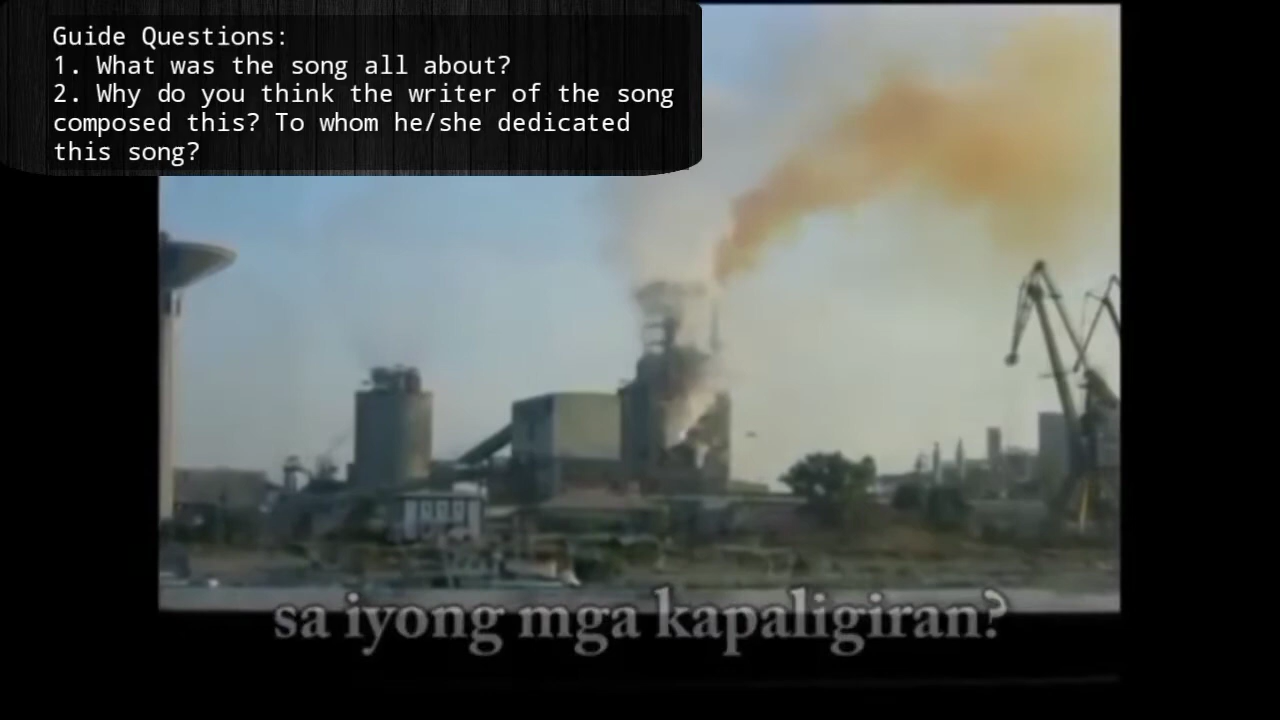 Guide Questions:
1. What was the song all about?
2. Why do you think the writer of the song
composed this? To whom he/she dedicated
this song?
sa iyong mga kapaligiran?